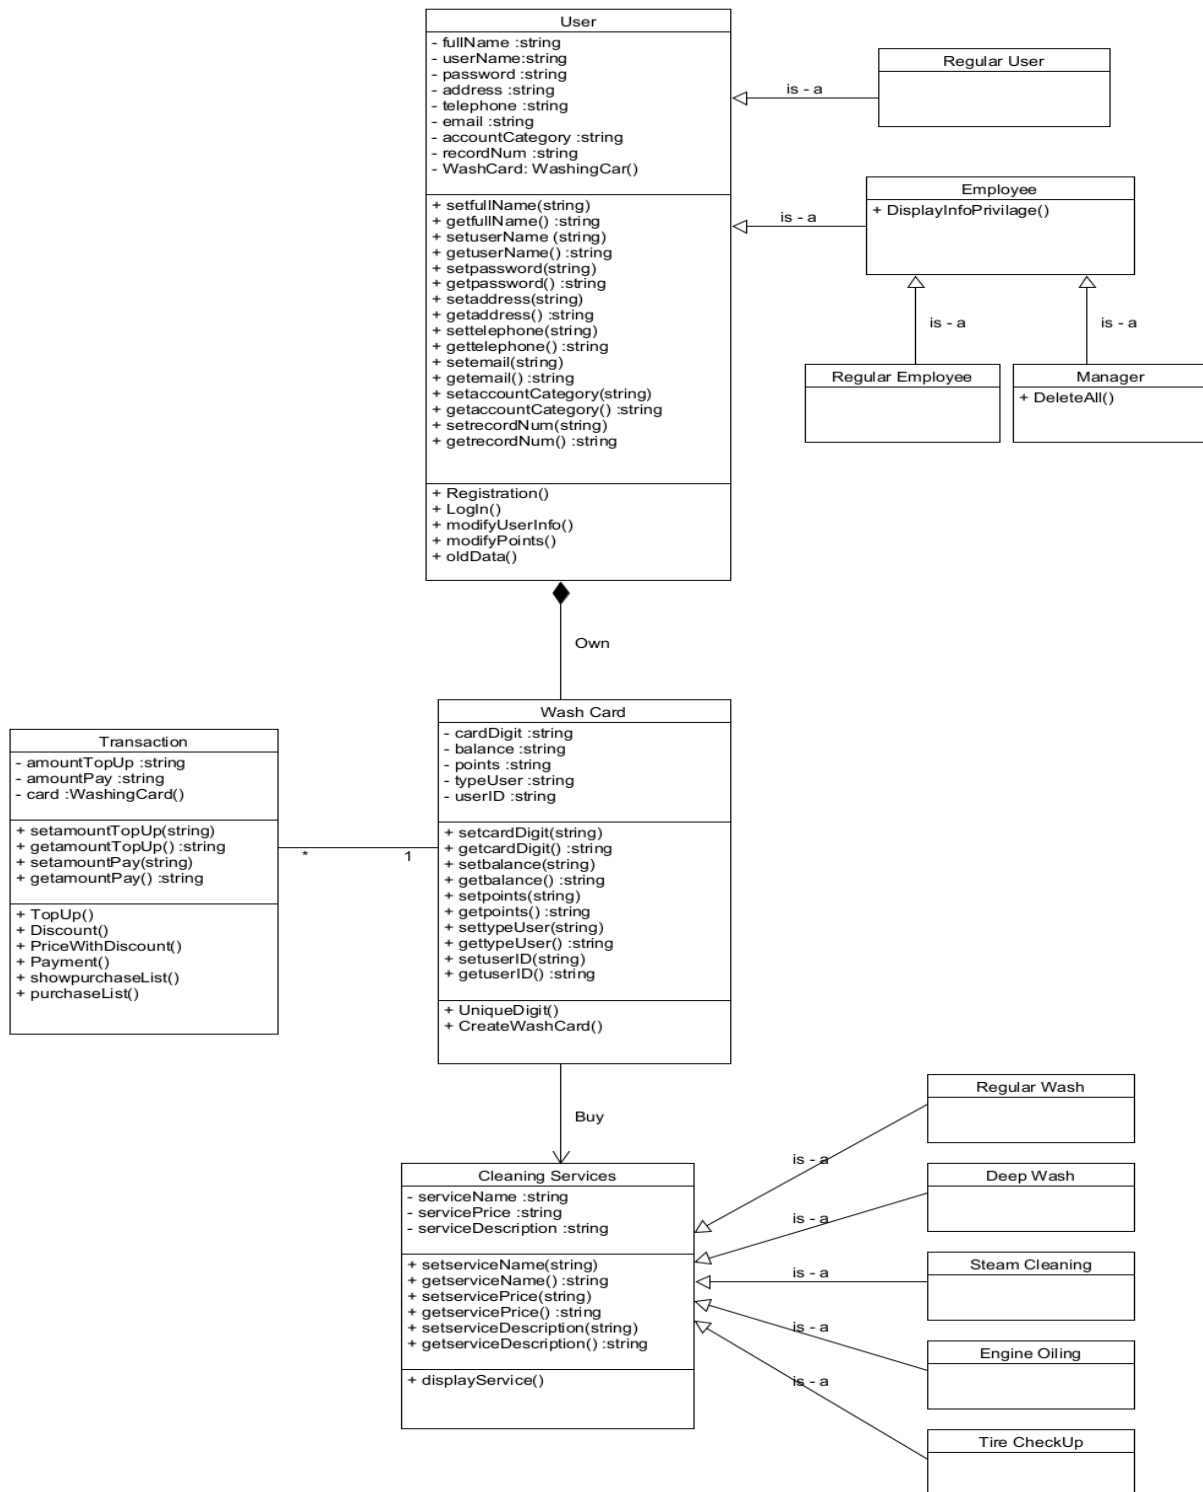 User
- fullName :string
- userName:string
- password :string
- address :string
- telephone :string
- email :string
- accountCategory :string
- recordNum :string
- WashCard: WashingCar()
+ setfullName(string)
+ getfullName() :string
+ setuserName (string)
+ getuserName() :string
+ setpassword(string)
+ getpassword() :string
+ setaddress(string)
+ getaddress() :string
+ settelephone(string)
+ gettelephone() :string
+ setemail(string)
+ getemail() :string
+ setaccountCategory(string)
+ getaccountCategory() :string
+ setrecordNum(string)
+ getrecordNum() :string
+ Registration()
+ LogIn()
+ modifyUserInfo()
+ modifyPoints()
+ oldData()
is - a
Regular User
is - a
Employee
+ DisplayInfoPrivilage()
is - a
is - a
Regular Employee
Manager
+ DeleteAll()
Own
Transaction
- amountTopUp :string
- amountPay :string
- card :WashingCard()
+ setamountTopUp(string)
+ getamountTopUp() :string
+ setamountPay(string)
+ getamountPay() :string
+ TopUp()
+ Discount()
+ PriceWithDiscount()
+ Payment()
+ showpurchaseList()
+ purchaseList()
*
1
Wash Card
- cardDigit :string
- balance :string
- points :string
- typeUser :string
- userID :string
+ setcardDigit(string)
+ getcardDigit() :string
+ setbalance(string)
+ getbalance() :string
+ setpoints(string)
+ getpoints() :string
+ settypeUser(string)
+ gettypeUser() :string
+ setuserID(string)
+ getuserID() :string
+ UniqueDigit()
+ CreateWashCard()
Buy
Cleaning Services
- serviceName :string
- servicePrice :string
- serviceDescription :string
+ setserviceName(string)
+ getserviceName() :string
+ setservicePrice(string)
+ getservicePrice() :string
+ setserviceDescription(string)
+ getserviceDescription() :string
+ displayService()
is - a
Regular Wash
is - a
Deep Wash
is - a
Steam Cleaning
is - a
Engine Oiling
is - a
Tire CheckUp